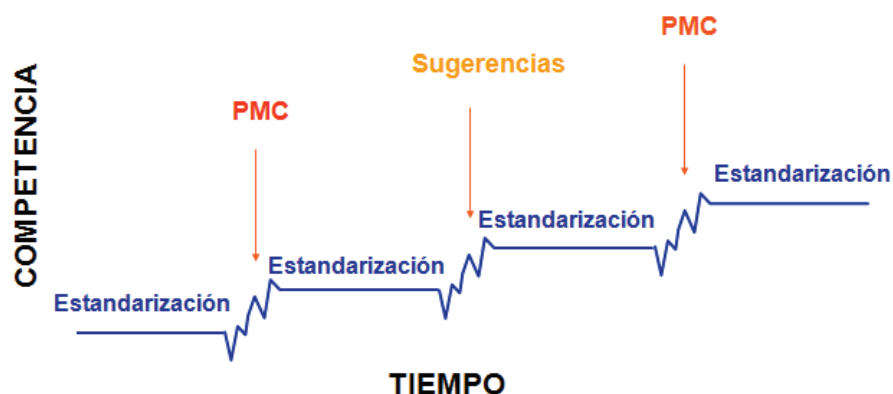 PMC
Sugerencias
PMC
Estandarización
Estandarización
Estandarización
Estandarización
COMPETENCIA
TIEMPO